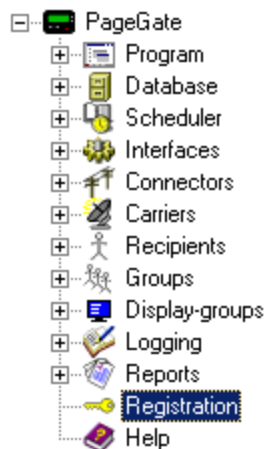 PageGate
Program
Database
Scheduler
Interfaces
Connectors
Carriers
Recipients
Groups
Display-groups
Logging
Reports
Registration
Help